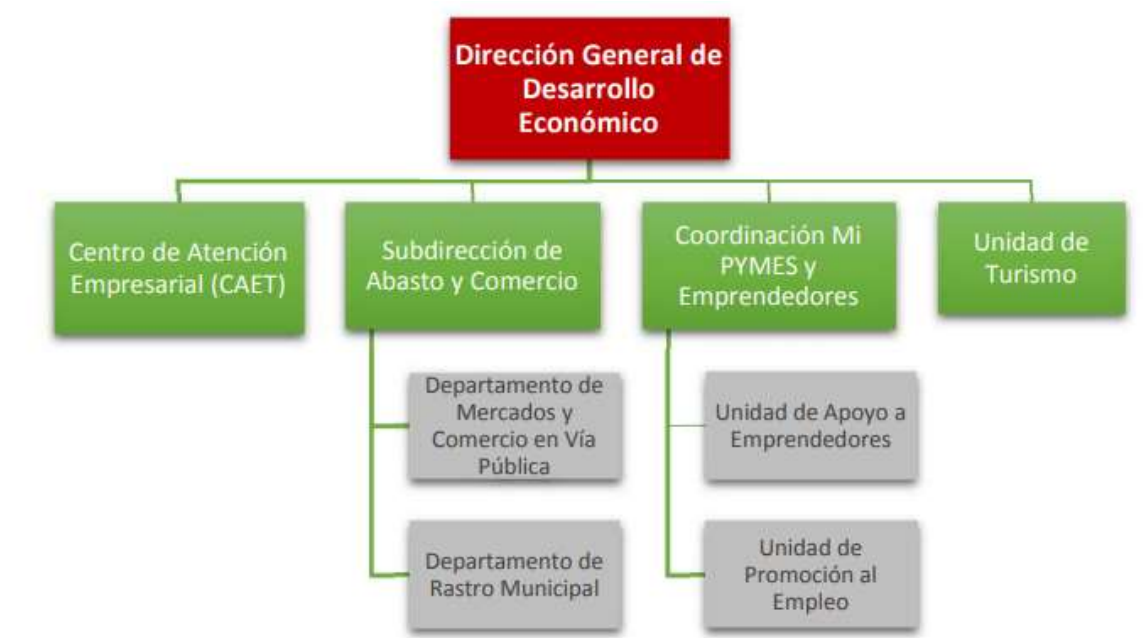 Dirección General de
Desarrollo
Económico
Centro de Atención
Empresarial (CAET)
Subdirección de
Abasto y Comercio
Coordinación Mi
PYMES y
Emprendedores
Unidad de
Turismo
Departamento de
Mercados y
Comercio en Vía
Pública
Unidad de Apoyo a
Emprendedores
Departamento de
Rastro Municipal
Unidad de
Promoción al
Empleo